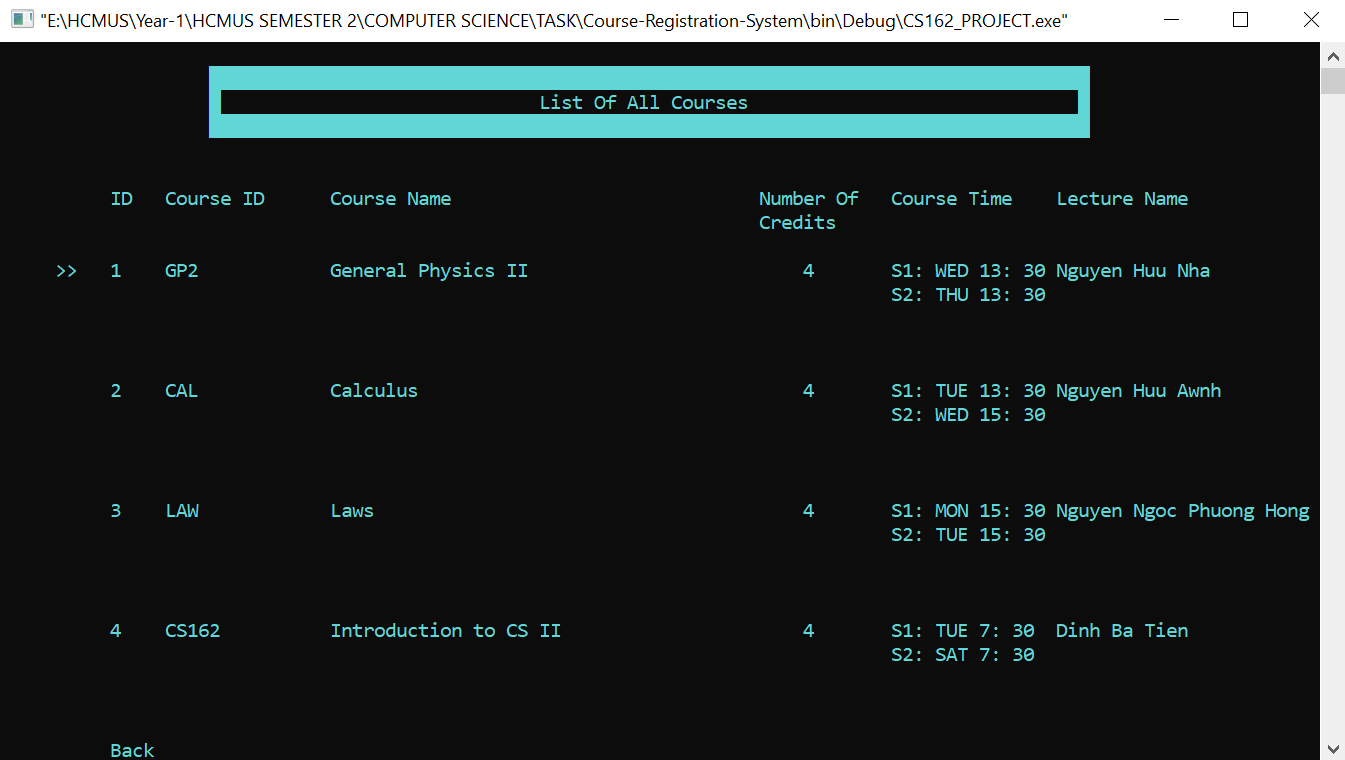 "E:\HCMUS\Year-1\HCMUS SEMESTER 2\COMPUTER SCIENCE\TASK\Course-Registration-System\bin\Debug\CS162_PROJECT.exe"
List Of All Courses
ID Course ID Course Name Number Of Course Time Lecture Name
Credits
>> 1 GP2 General Physics II 4 S1: WED 13: 30 Nguyen Huu Nha
S2: THU 13: 30
2 CAL Calculus 4 S1: TUE 13: 30 Nguyen Huu Awnh
S2: WED 15: 30
3 LAW Laws 4 S1: MON 15: 30 Nguyen Ngoc Phuong Hong
S2: TUE 15: 30
4 CS162 Introduction to CS II 4 S1: TUE 7: 30 Dinh Ba Tien
S2: SAT 7: 30
Back